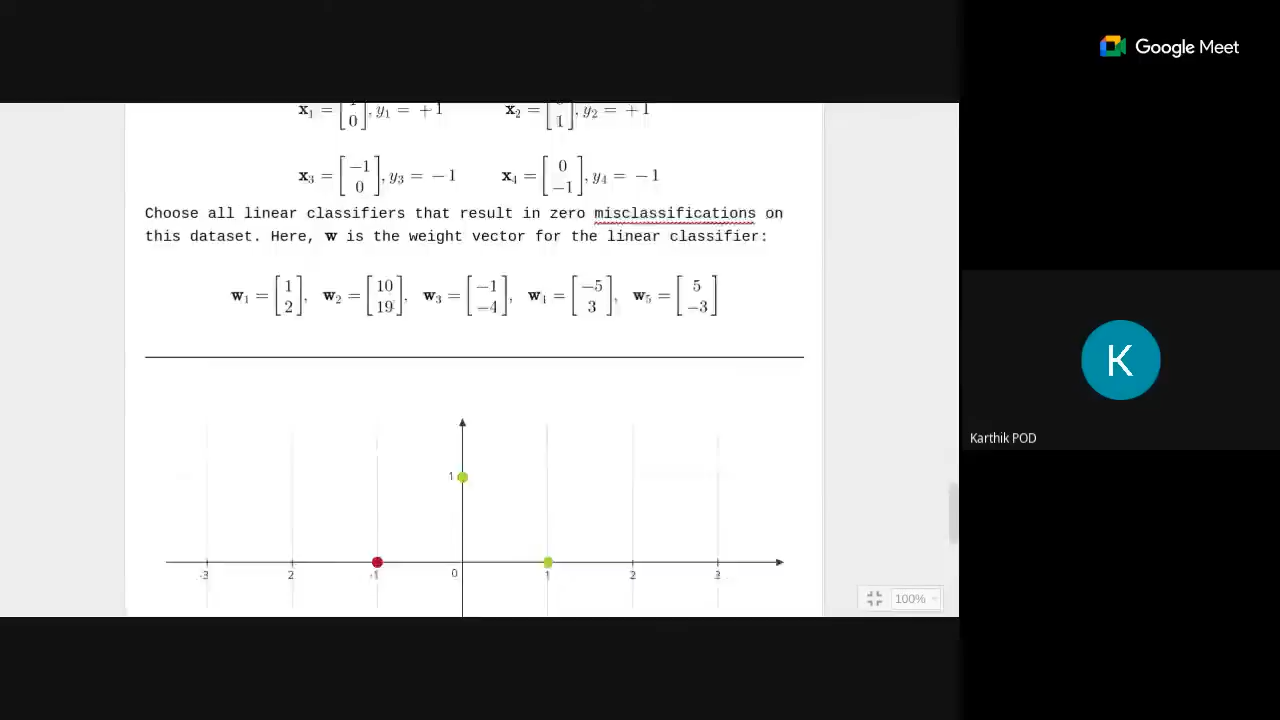 Google Meet
x₁ = [ 0 ], y₁ = +1 x₂ = [ 1 ], y₂ = +1
x₃ = [ −1 0 ], y₃ = −1 x₄ = [ 0 −1 ], y₄ = −1
Choose all linear classifiers that result in zero misclassifications on
this dataset. Here, w is the weight vector for the linear classifier:
w₁ = [ 1 2 ], w₂ = [ 10 19 ], w₃ = [ −1 −4 ], w₄ = [ −5 3 ], w₅ = [ 5 −3 ]
1
-3 2 -1 0 1 2 3
100%
K
Karthik POD